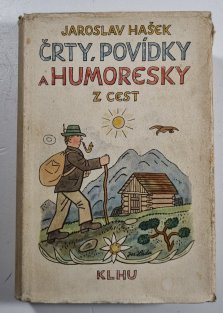 JAROSLAV HAŠEK
ČRTY, POVÍDKY
A HUMORESKY
Z CEST
KLHU